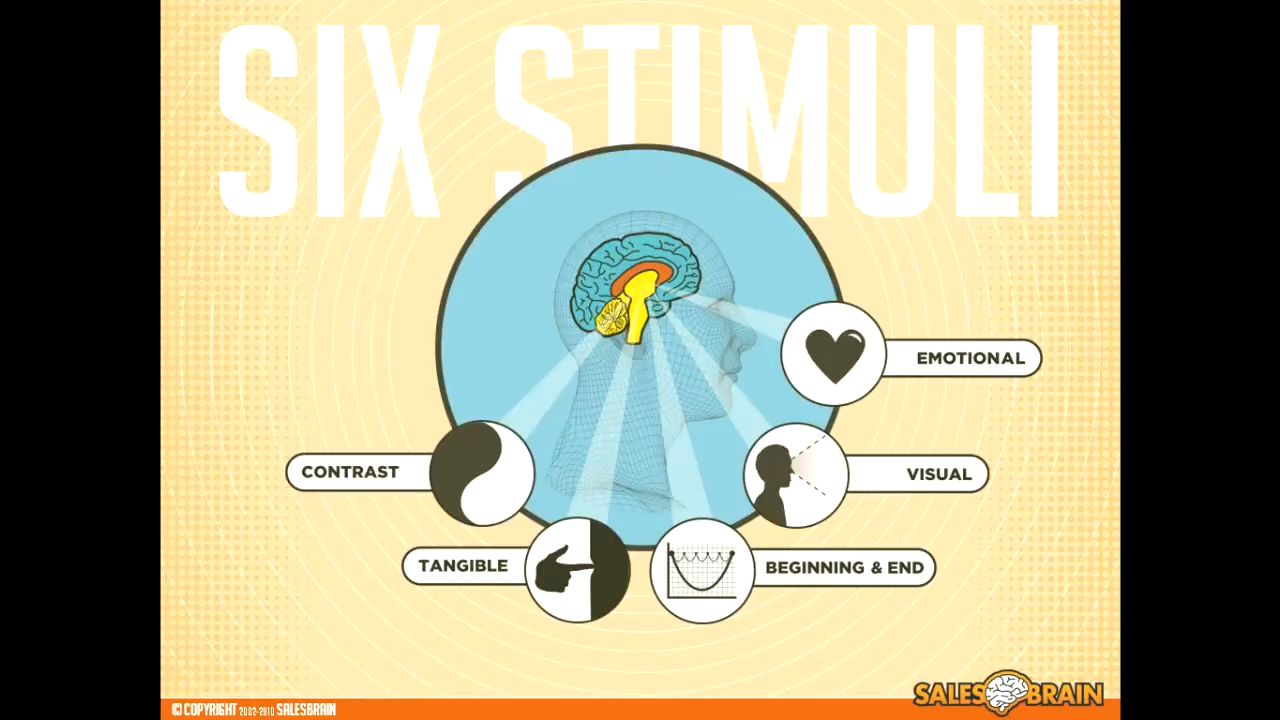 SIX STIMULI
EMOTIONAL
CONTRAST
VISUAL
TANGIBLE
BEGINNING & END
SALESBRAIN
© COPYRIGHT 2002-2010 SALESBRAIN